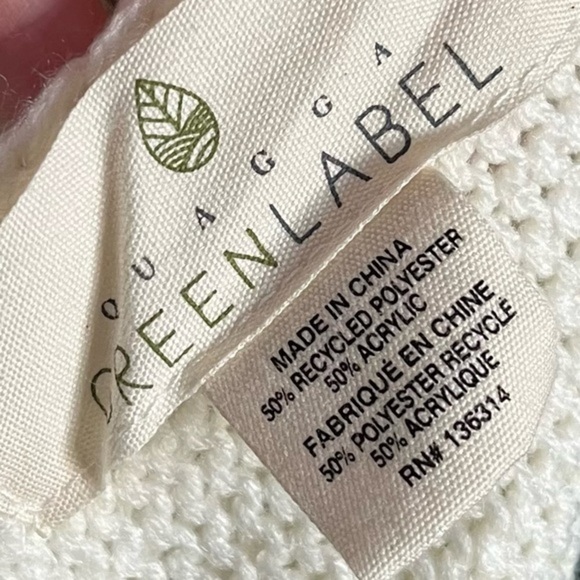 QUAGGA
GREENLABEL
MADE IN CHINA
50% RECYCLED POLYESTER
50% ACRYLIC
FABRIQUÉ EN CHINE
50% POLYESTER RECYCLÉ
50% ACRYLIQUE
RN# 136314